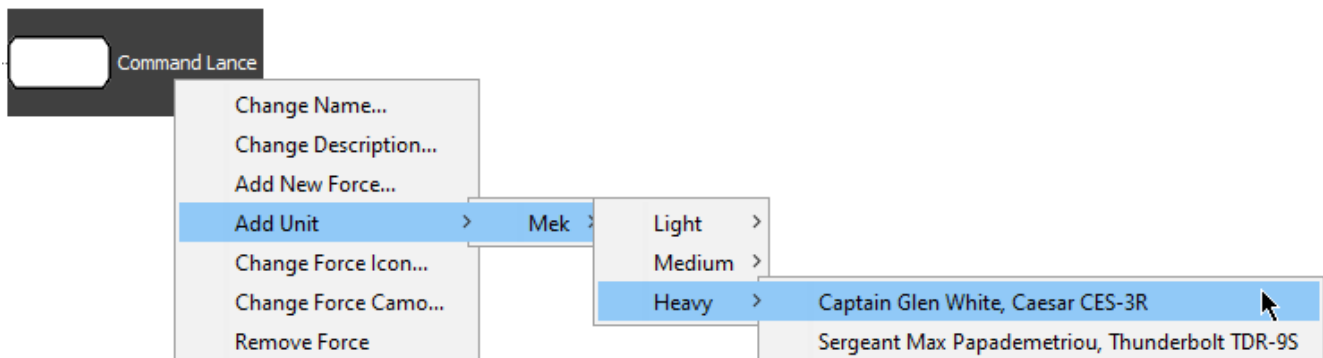 Command Lance
Change Name...
Change Description...
Add New Force...
Add Unit
Mek
Light
Change Force Icon...
Medium
Change Force Camo...
Heavy
Captain Glen White, Caesar CES-3R
Remove Force
Sergeant Max Papademetriou, Thunderbolt TDR-9S